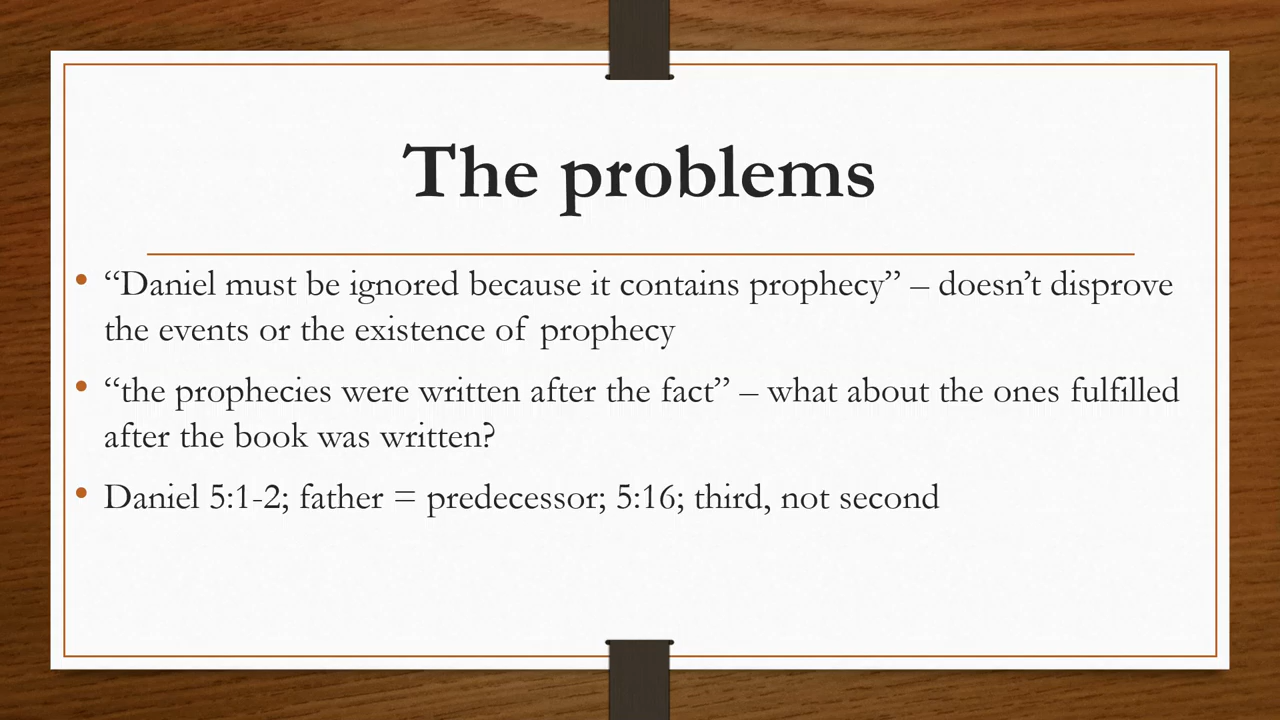 The problems
• “Daniel must be ignored because it contains prophecy” – doesn’t disprove
the events or the existence of prophecy
• “the prophecies were written after the fact” – what about the ones fulfilled
after the book was written?
• Daniel 5:1-2; father = predecessor; 5:16; third, not second